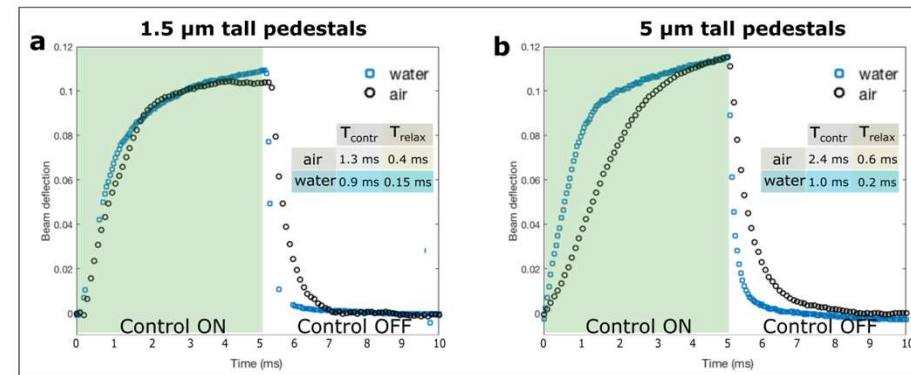 1.5 µm tall pedestals
a
0.12
0.1
0.08
0.06
0.04
0.02
0
Beam deflection
water
air
T contr T relax
air 1.3 ms 0.4 ms
water 0.9 ms 0.15 ms
Control ON Control OFF
0 1 2 3 4 5 6 7 8 9 10
Time (ms)
5 µm tall pedestals
b
0.12
0.1
0.08
0.06
0.04
0.02
0
Beam deflection
water
air
T contr T relax
air 2.4 ms 0.6 ms
water 1.0 ms 0.2 ms
Control ON Control OFF
0 1 2 3 4 5 6 7 8 9 10
Time (ms)